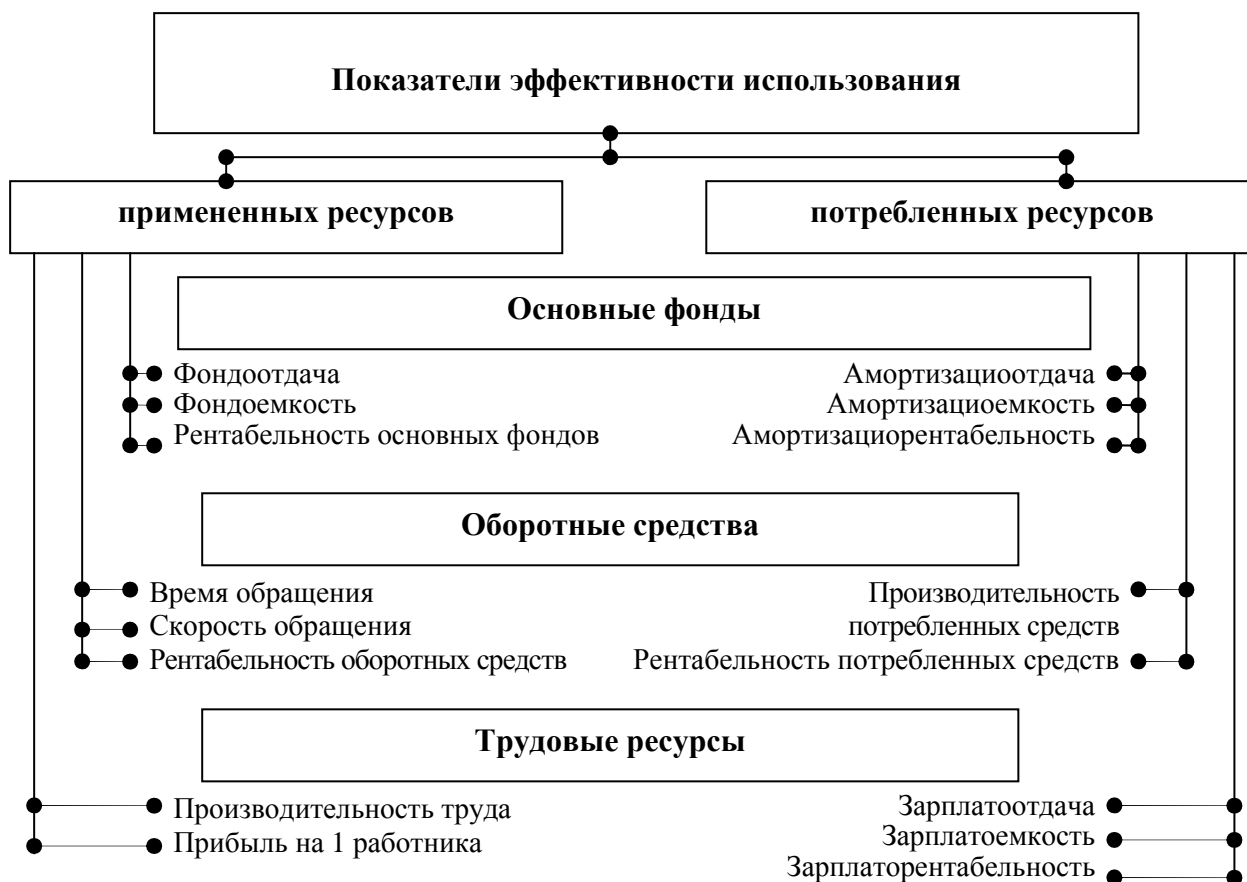 Показатели эффективности использования
примененных ресурсов
потребленных ресурсов
Основные фонды
Фондоотдача
Фондоемкость
Рентабельность основных фондов
Амортизациоотдача
Амортизациоемкость
Амортизациорентабельность
Оборотные средства
Время обращения
Скорость обращения
Рентабельность оборотных средств
Производительность
потребленных средств
Рентабельность потребленных средств
Трудовые ресурсы
Производительность труда
Прибыль на 1 работника
Зарплатоотдача
Зарплатоемкость
Зарплаторентабельность